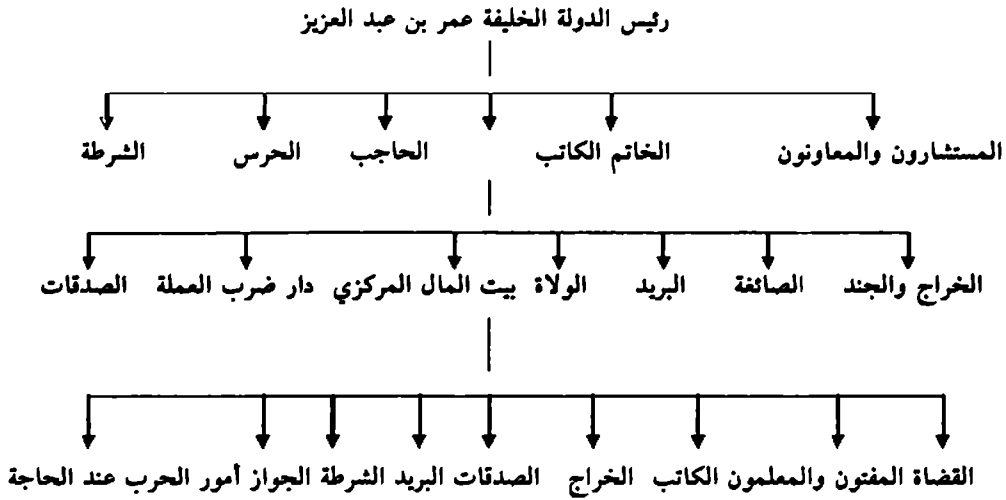 رئيس الدولة الخليفة عمر بن عبد العزيز
المستشارون والمعاونون الخاتم الكاتب الحاجب الحرس الشرطة
الخراج والجند الصائغة البريد الولاة بيت المال المركزي دار ضرب العملة الصدقات
القضاة المفتون والمعلمون الكاتب الخراج الصدقات البريد الشرطة الجواز أمور الحرب عند الحاجة